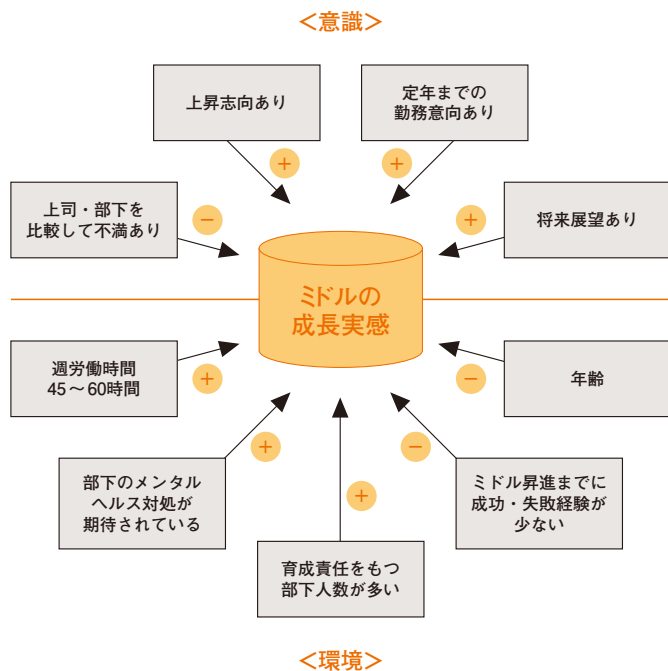 ＜意識＞
上昇志向あり
定年までの
勤務意向あり
＋
＋
上司・部下を
比較して不満あり
−
＋
将来展望あり
ミドルの
成長実感
週労働時間
45～60時間
＋
−
年齢
部下のメンタル
ヘルス対処が
期待されている
＋
＋
−
ミドル昇進までに
成功・失敗経験が
少ない
育成責任をもつ
部下人数が多い
＜環境＞